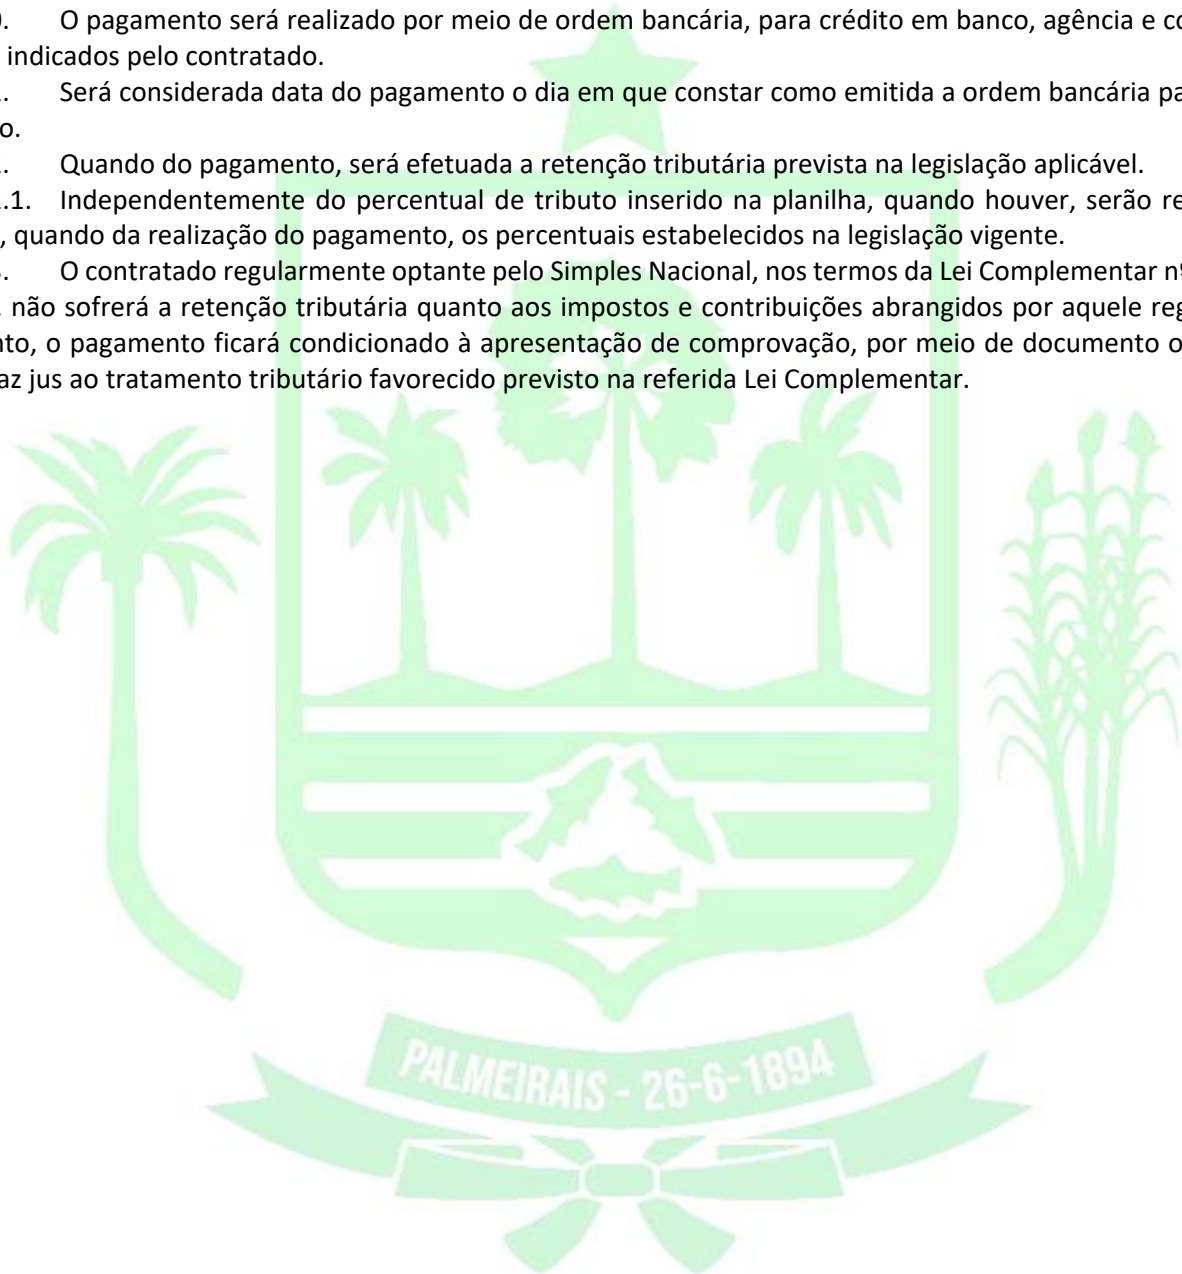 . O pagamento será realizado por meio de ordem bancária, para crédito em banco, agência e
indicados pelo contratado.
. Será considerada data do pagamento o dia em que constar como emitida a ordem bancária
o.
. Quando do pagamento, será efetuada a retenção tributária prevista na legislação aplicável.
.1. Independentemente do percentual de tributo inserido na planilha, quando houver, serão
, quando da realização do pagamento, os percentuais estabelecidos na legislação vigente.
. O contratado regularmente optante pelo Simples Nacional, nos termos da Lei Complementar nº
não sofrerá a retenção tributária quanto aos impostos e contribuições abrangidos por aquele
nto, o pagamento ficará condicionado à apresentação de comprovação, por meio de documento
az jus ao tratamento tributário favorecido previsto na referida Lei Complementar.
PALMEIRAIS - 26-6-1894